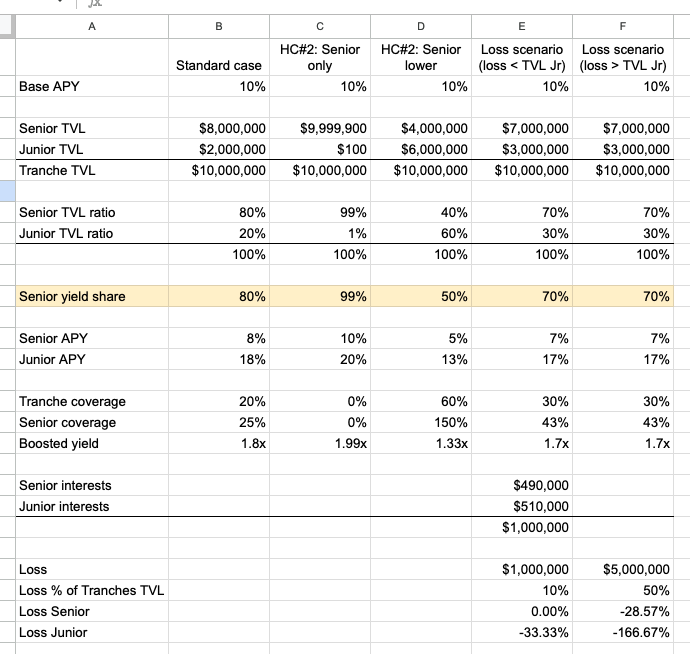 A B C D E F
HC#2: Senior HC#2: Senior Loss scenario Loss scenario
Standard case only lower (loss < TVL Jr) (loss > TVL Jr)
Base APY 10% 10% 10% 10% 10%
Senior TVL $8,000,000 $9,999,900 $4,000,000 $7,000,000 $7,000,000
Junior TVL $2,000,000 $100 $6,000,000 $3,000,000 $3,000,000
Tranche TVL $10,000,000 $10,000,000 $10,000,000 $10,000,000 $10,000,000
Senior TVL ratio 80% 99% 40% 70% 70%
Junior TVL ratio 20% 1% 60% 30% 30%
100% 100% 100% 100% 100%
Senior yield share 80% 99% 50% 70% 70%
Senior APY 8% 10% 5% 7% 7%
Junior APY 18% 20% 13% 17% 17%
Tranche coverage 20% 0% 60% 30% 30%
Senior coverage 25% 0% 150% 43% 43%
Boosted yield 1.8x 1.99x 1.33x 1.7x 1.7x
Senior interests $490,000
Junior interests $510,000
$1,000,000
Loss $1,000,000 $5,000,000
Loss % of Tranches TVL 10% 50%
Loss Senior 0.00% -28.57%
Loss Junior -33.33% -166.67%